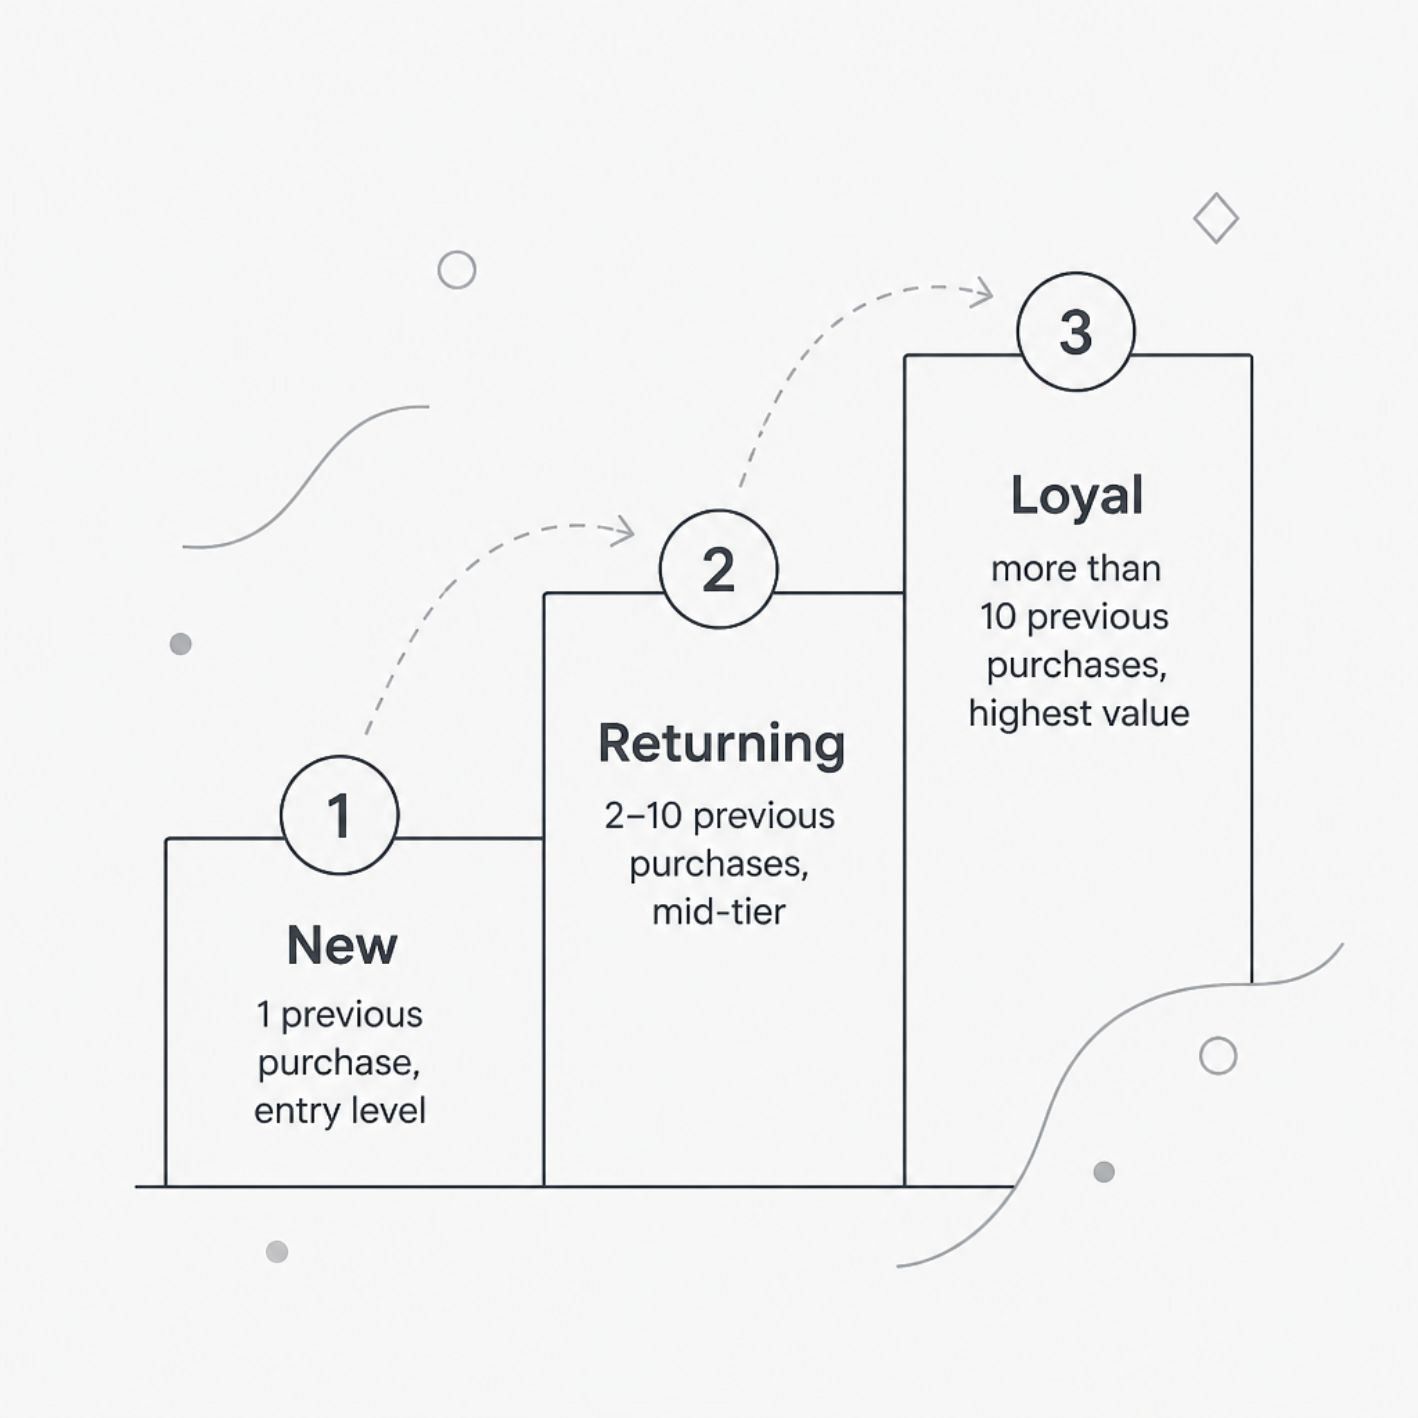 1
New
1 previous
purchase,
entry level
2
Returning
2–10 previous
purchases,
mid-tier
3
Loyal
more than
10 previous
purchases,
highest value